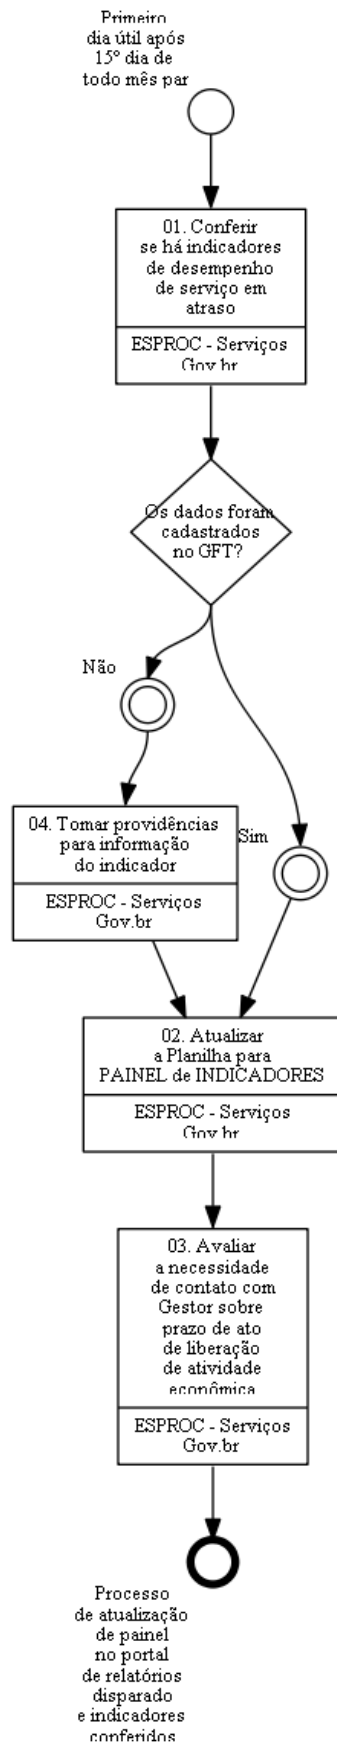 Primeiro
dia útil após
15º dia de
todo mês par
01. Conferir
se há indicadores
de desempenho
de serviço em
atraso
ESPROC - Serviços
Gov.br
Os dados foram
cadastrados
no GFT?
Não
04. Tomar providências
para informação
do indicador
ESPROC - Serviços
Gov.br
Sim
02. Atualizar
a Planilha para
PAINEL de INDICADORES
ESPROC - Serviços
Gov.br
03. Avaliar
a necessidade
de contato com
Gestor sobre
prazo de ato
de liberação
de atividade
econômica
ESPROC - Serviços
Gov.br
Processo
de atualização
de painel
no portal
de relatórios
disparado
e indicadores
conferidos